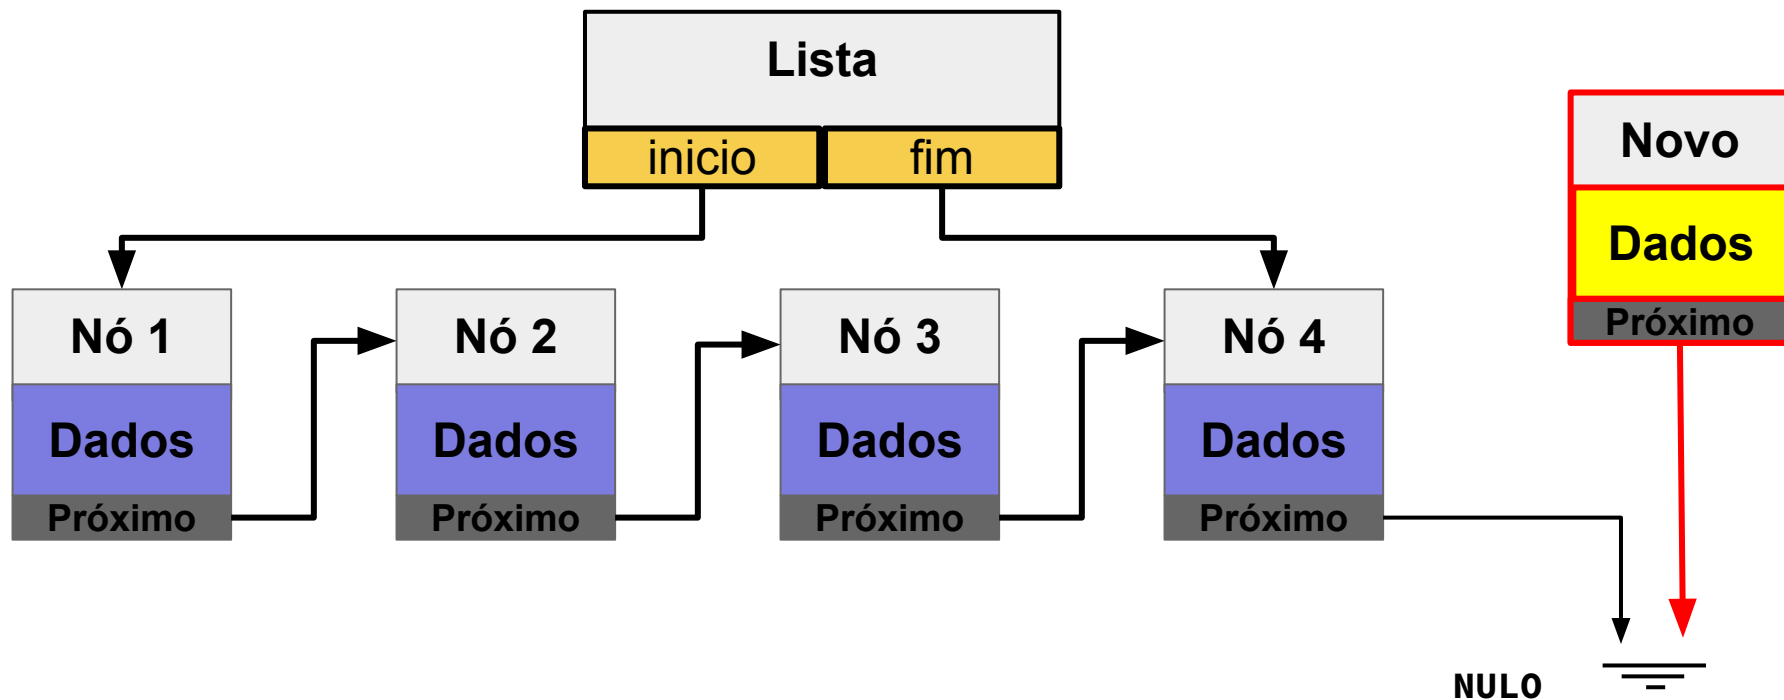 Lista
inicio
fim
Novo
Dados
Próximo
Nó 1
Dados
Próximo
Nó 2
Dados
Próximo
Nó 3
Dados
Próximo
Nó 4
Dados
Próximo
NULO